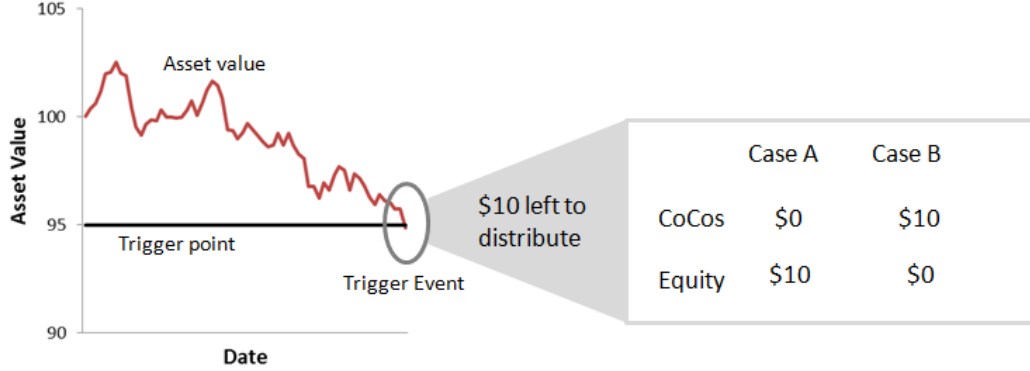 105
Asset value
100
Asset Value
95
Trigger point
90
Date
Trigger Event
$10 left to
distribute
Case A Case B
CoCos $0 $10
Equity $10 $0